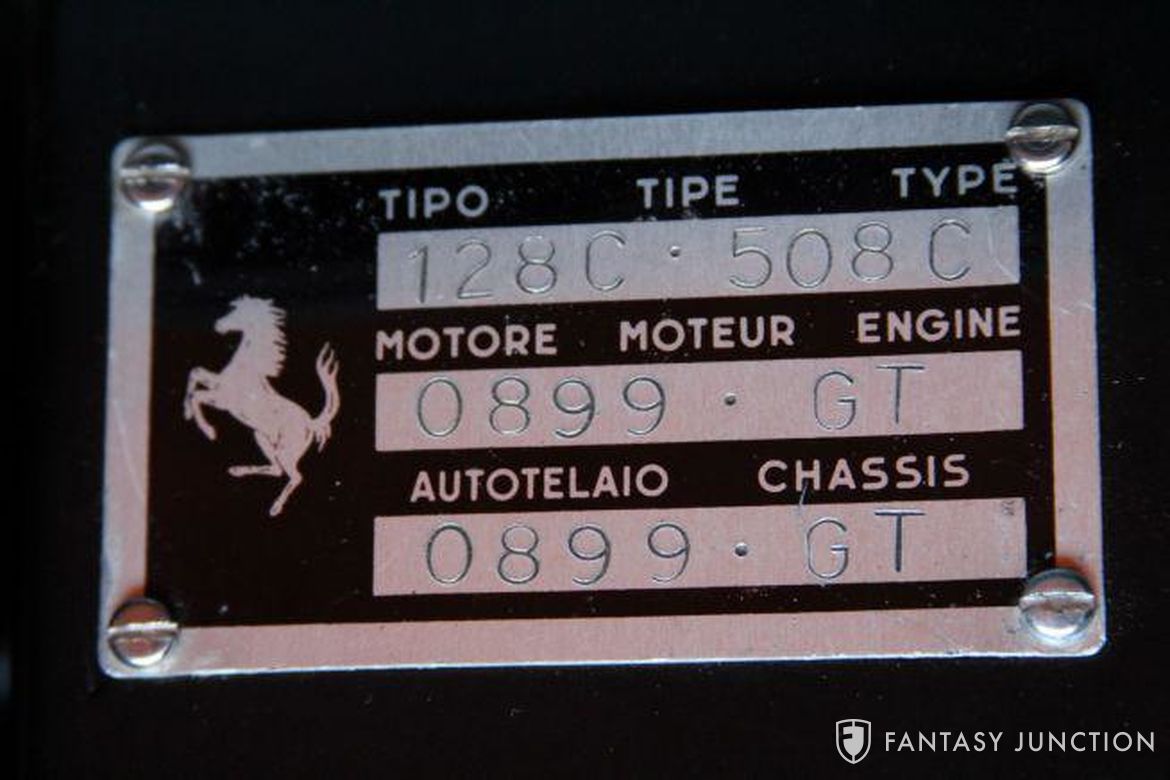 TIPO TIPE TYPE
128C · 508C
MOTORE MOTEUR ENGINE
0899 · GT
AUTOTELAIO CHASSIS
0899 · GT
FANTASY JUNCTION